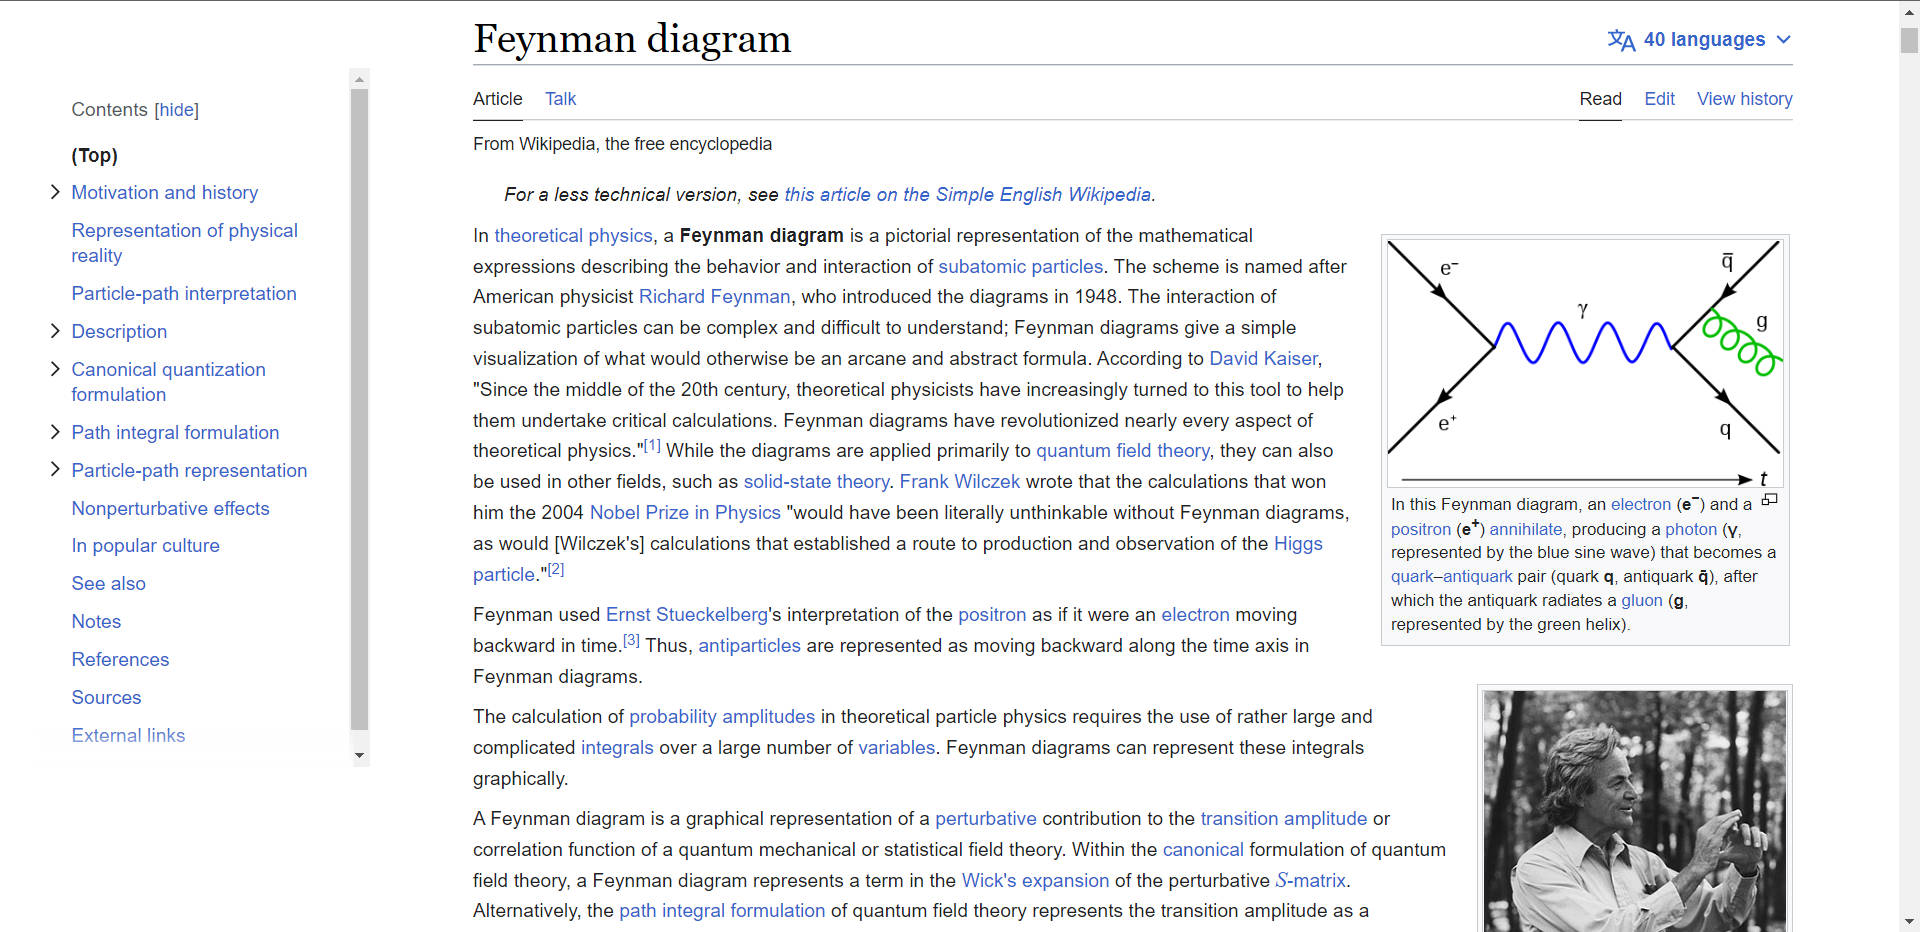 Feynman diagram
40 languages
Contents [hide]
(Top)
Motivation and history
Representation of physical
reality
Particle-path interpretation
Description
Canonical quantization
formulation
Path integral formulation
Particle-path representation
Nonperturbative effects
In popular culture
See also
Notes
References
Sources
External links
Article Talk
Read Edit View history
From Wikipedia, the free encyclopedia
For a less technical version, see this article on the Simple English Wikipedia.
In theoretical physics, a Feynman diagram is a pictorial representation of the mathematical
expressions describing the behavior and interaction of subatomic particles. The scheme is named after
American physicist Richard Feynman, who introduced the diagrams in 1948. The interaction of
subatomic particles can be complex and difficult to understand; Feynman diagrams give a simple
visualization of what would otherwise be an arcane and abstract formula. According to David Kaiser,
"Since the middle of the 20th century, theoretical physicists have increasingly turned to this tool to help
them undertake critical calculations. Feynman diagrams have revolutionized nearly every aspect of
theoretical physics."[1] While the diagrams are applied primarily to quantum field theory, they can also
be used in other fields, such as solid-state theory. Frank Wilczek wrote that the calculations that won
him the 2004 Nobel Prize in Physics "would have been literally unthinkable without Feynman diagrams,
as would [Wilczek's] calculations that established a route to production and observation of the Higgs
particle."[2]
Feynman used Ernst Stueckelberg's interpretation of the positron as if it were an electron moving
backward in time.[3] Thus, antiparticles are represented as moving backward along the time axis in
Feynman diagrams.
The calculation of probability amplitudes in theoretical particle physics requires the use of rather large and
complicated integrals over a large number of variables. Feynman diagrams can represent these integrals
graphically.
A Feynman diagram is a graphical representation of a perturbative contribution to the transition amplitude or
correlation function of a quantum mechanical or statistical field theory. Within the canonical formulation of quantum
field theory, a Feynman diagram represents a term in the Wick's expansion of the perturbative S-matrix.
Alternatively, the path integral formulation of quantum field theory represents the transition amplitude as a
e⁻
q̄
γ
g
e⁺
q
t
In this Feynman diagram, an electron (e⁻) and a
positron (e⁺) annihilate, producing a photon (γ,
represented by the blue sine wave) that becomes a
quark–antiquark pair (quark q, antiquark q̄), after
which the antiquark radiates a gluon (g,
represented by the green helix).